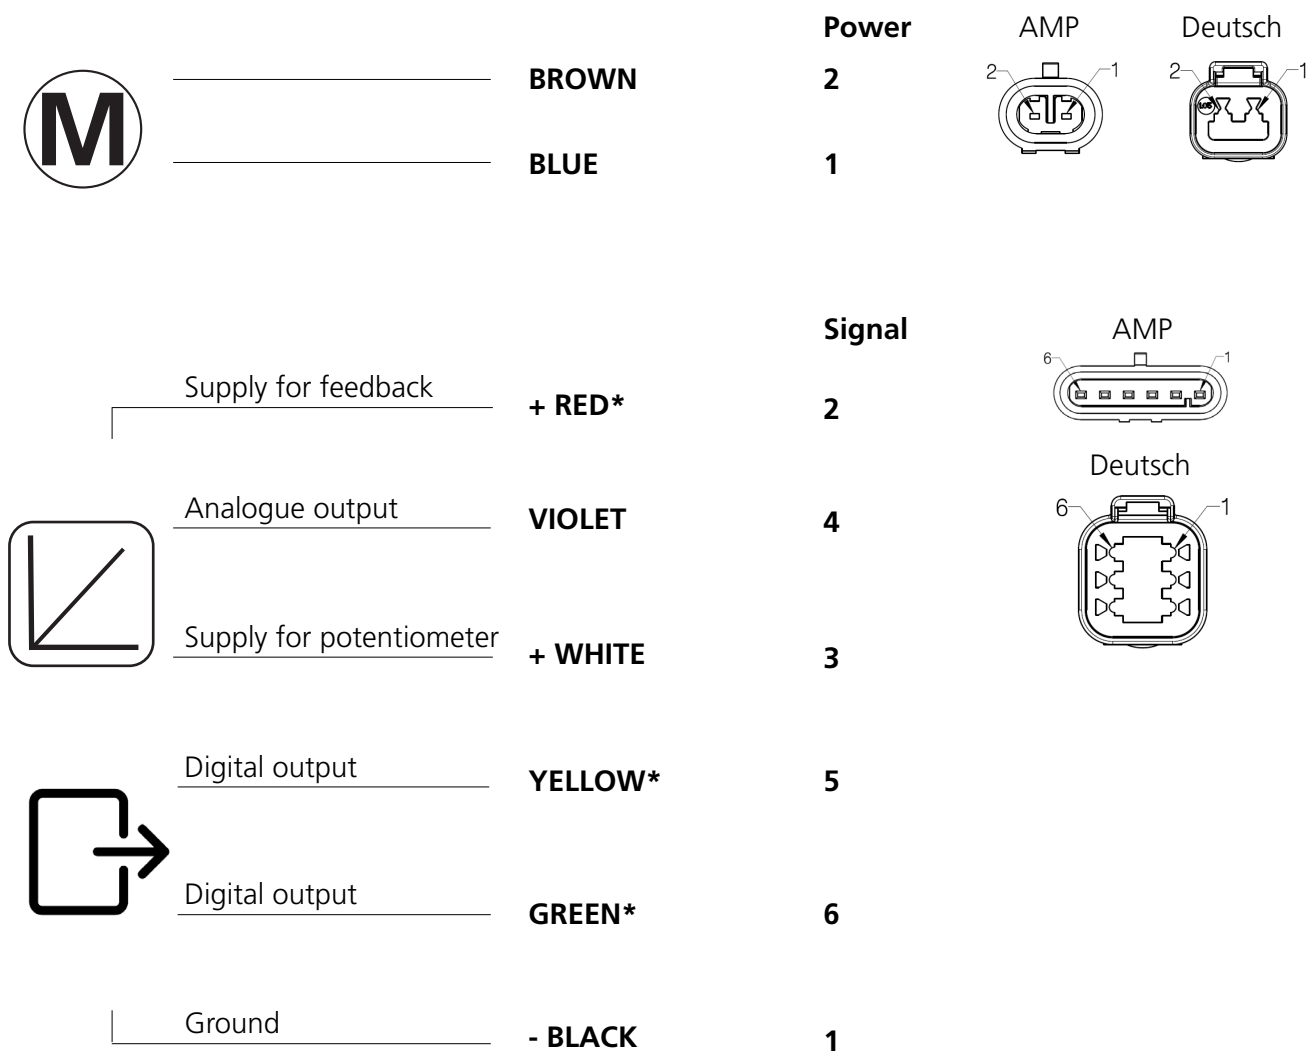 Power AMP Deutsch
M BROWN 2 2 1 2 1
BLUE 1
Signal AMP
6 1
Supply for feedback + RED* 2
Deutsch
Analogue output VIOLET 4 6 1
Supply for potentiometer + WHITE 3
Digital output YELLOW* 5
Digital output GREEN* 6
Ground - BLACK 1